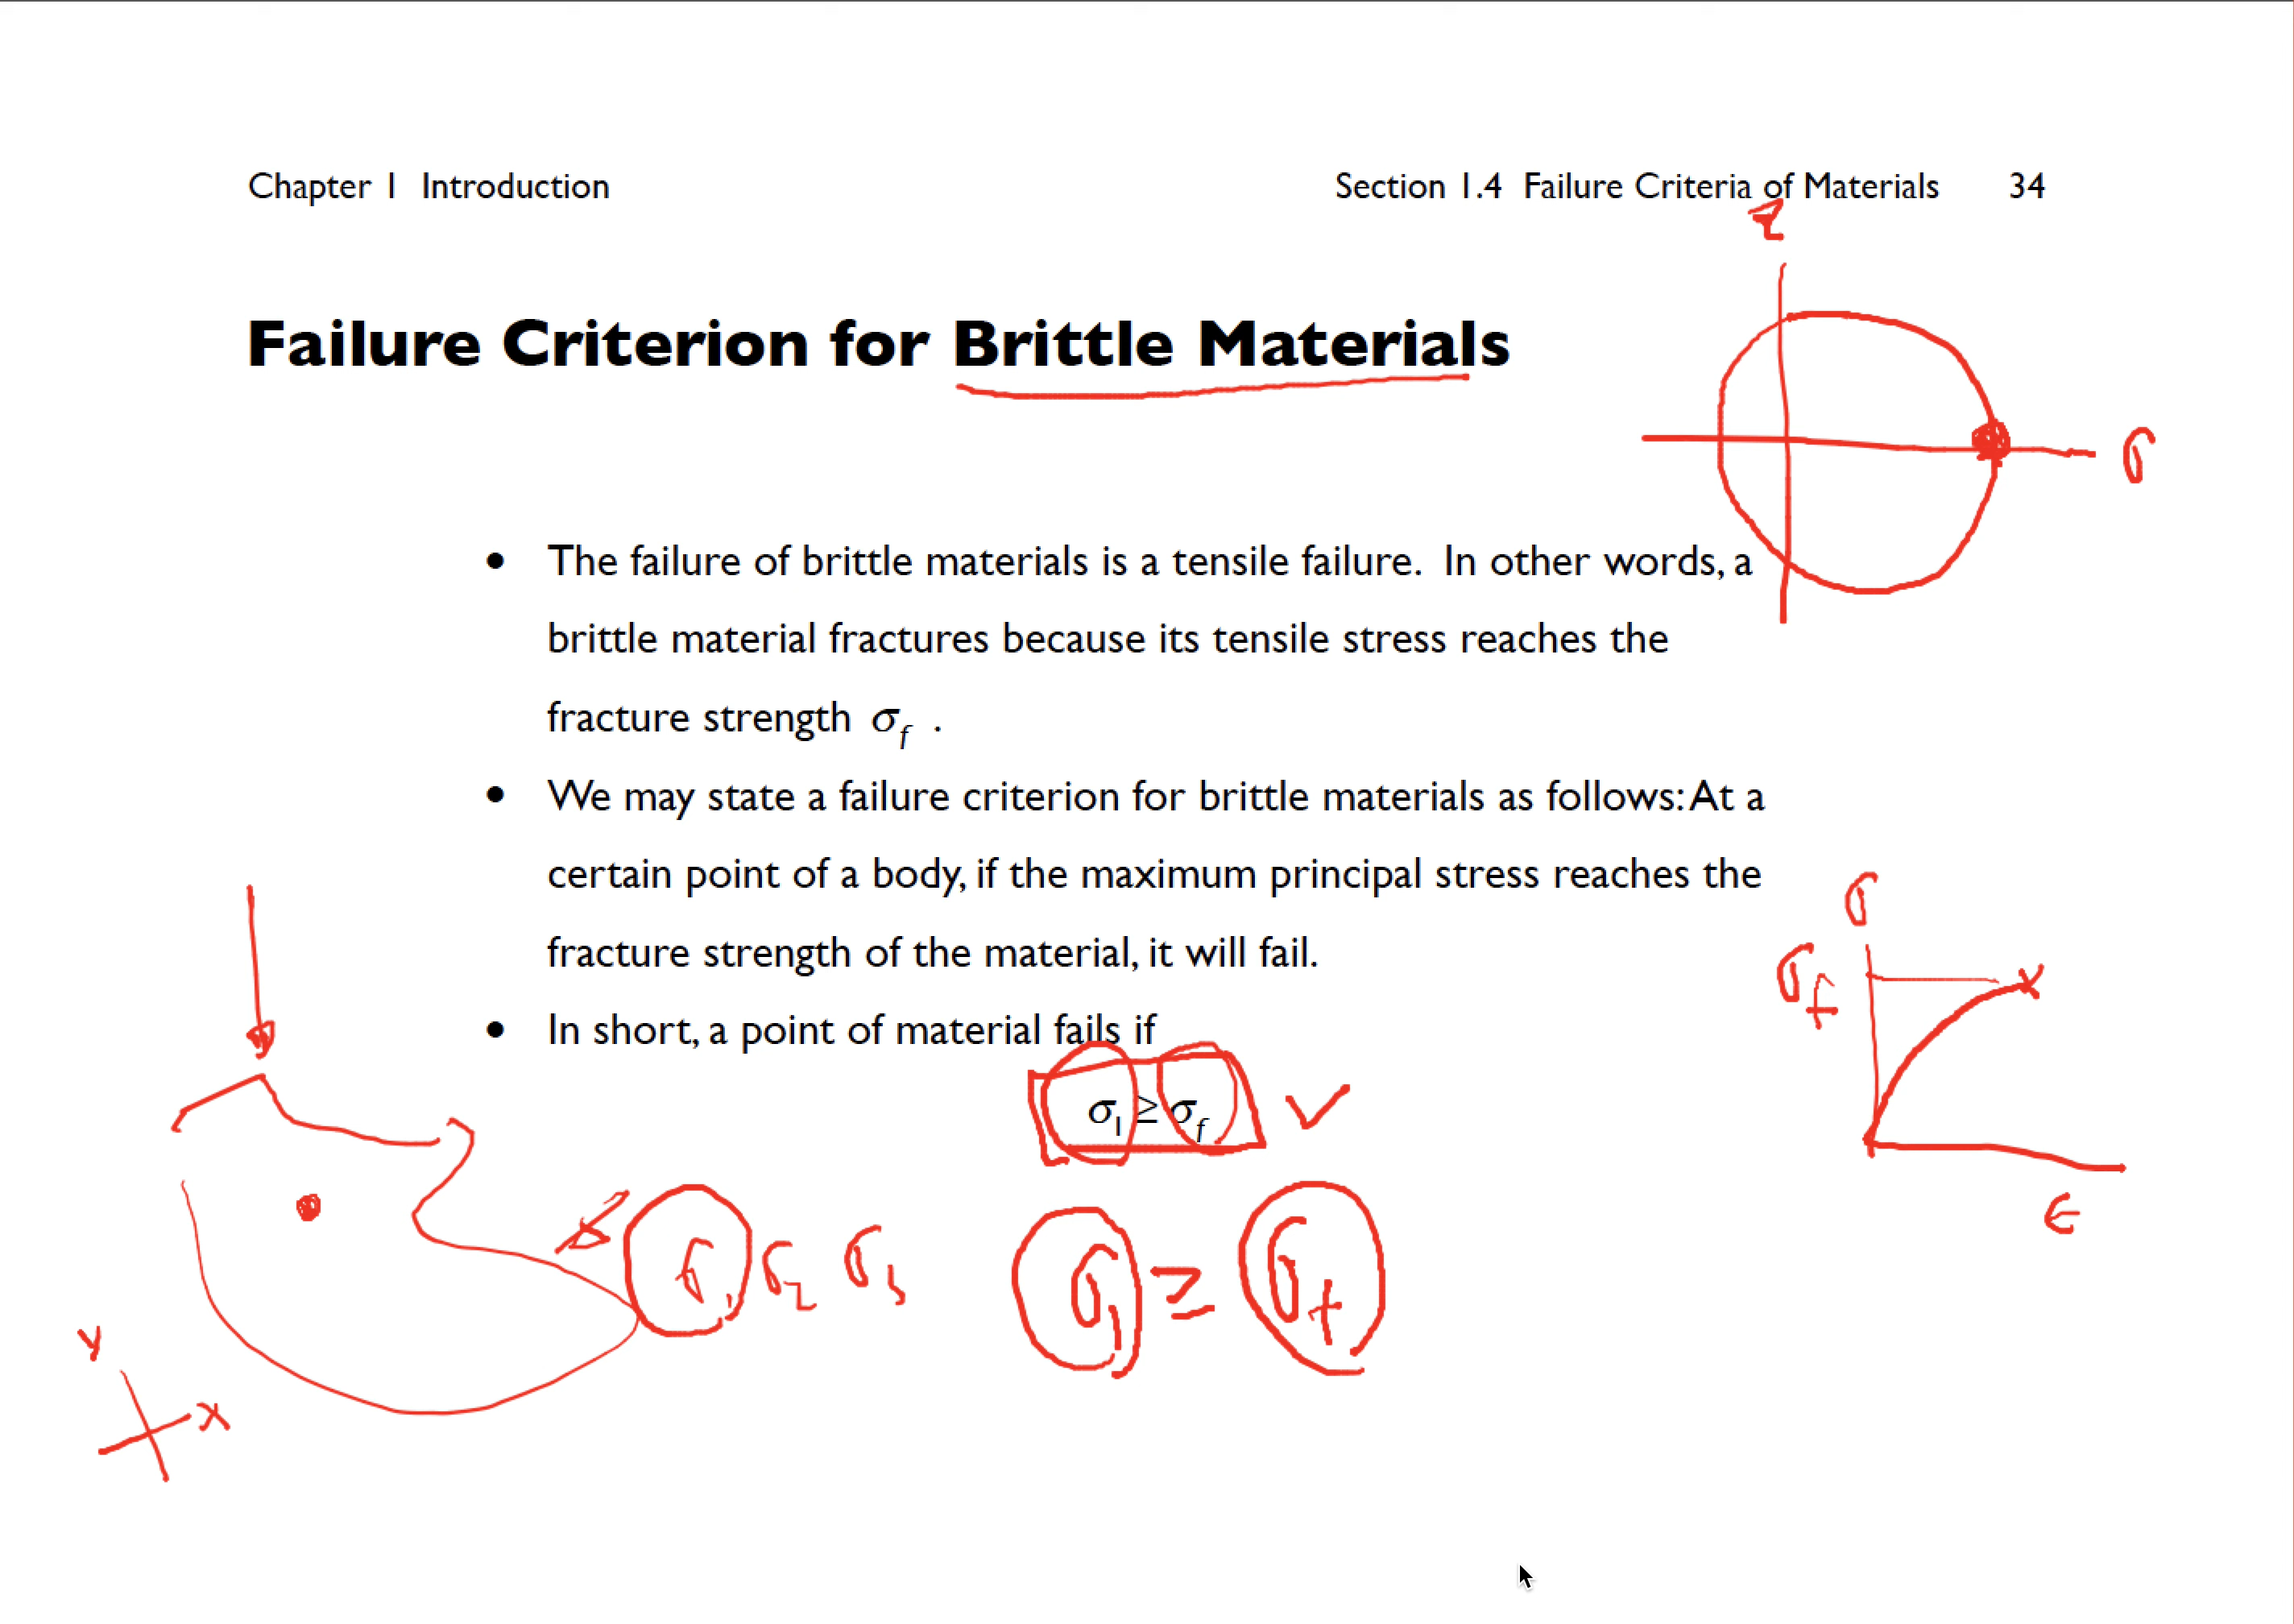 Chapter 1 Introduction
Section 1.4 Failure Criteria of Materials 34
τ
Failure Criterion for Brittle Materials
σ
• The failure of brittle materials is a tensile failure. In other words, a
brittle material fractures because its tensile stress reaches the
fracture strength σf .
• We may state a failure criterion for brittle materials as follows: At a
certain point of a body, if the maximum principal stress reaches the
fracture strength of the material, it will fail.
• In short, a point of material fails if
σ
σf
σ1 ≥ σf
σ1 σ2 σ3
σ1 ≥ σf
ε
y
x